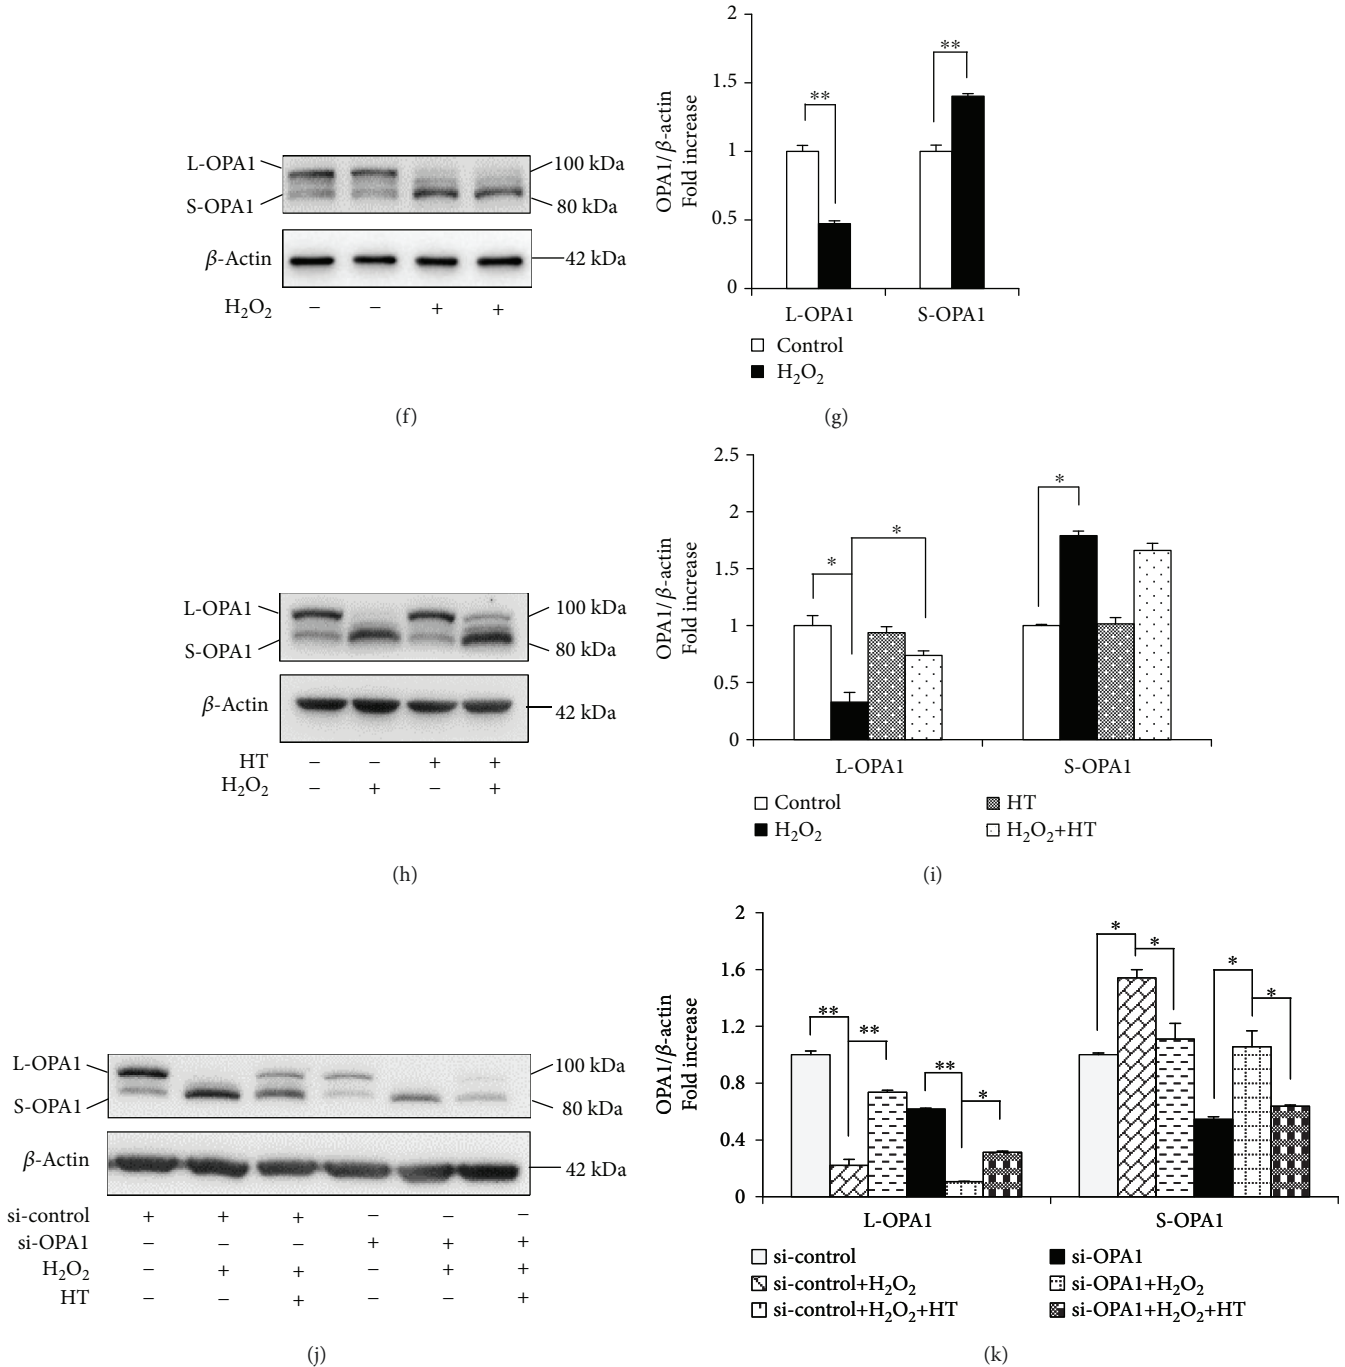 L-OPA1
S-OPA1
100 kDa
80 kDa
β-Actin
42 kDa
H₂O₂ − − + +
(f)
OPA1/β-actin
Fold increase
2
1.5
1
0.5
0
** **
L-OPA1 S-OPA1
Control
H₂O₂
(g)
L-OPA1
S-OPA1
100 kDa
80 kDa
β-Actin
42 kDa
HT − − + +
H₂O₂ − + − +
(h)
OPA1/β-actin
Fold increase
2.5
2
1.5
1
0.5
0
* * *
L-OPA1 S-OPA1
Control HT
H₂O₂ H₂O₂+HT
(i)
L-OPA1
S-OPA1
100 kDa
80 kDa
β-Actin
42 kDa
si-control + + + − − −
si-OPA1 − − − + + +
H₂O₂ − + + − + +
HT − − + − − +
(j)
OPA1/β-actin
Fold increase
2
1.6
1.2
0.8
0.4
0
** ** ** * * * * *
L-OPA1 S-OPA1
si-control si-OPA1
si-control+H₂O₂ si-OPA1+H₂O₂
si-control+H₂O₂+HT si-OPA1+H₂O₂+HT
(k)